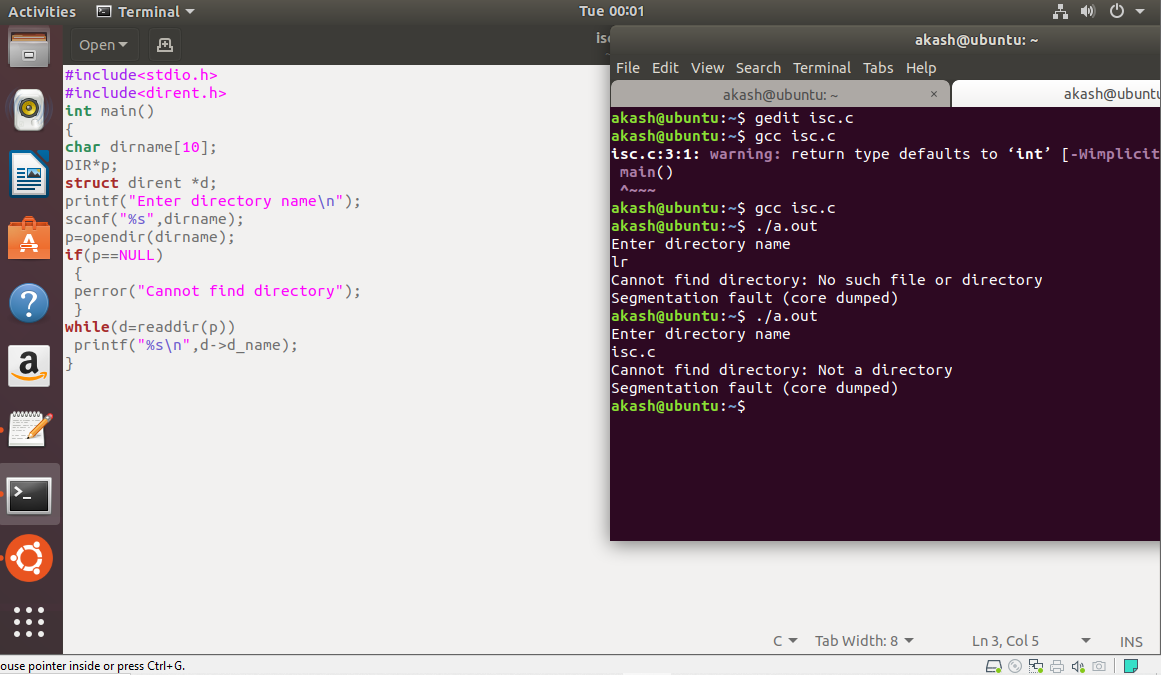 Activities Terminal Tue 00:01
Open isc
akash@ubuntu: ~
#include<stdio.h>
#include<dirent.h>
int main()
{
char dirname[10];
DIR*p;
struct dirent *d;
printf("Enter directory name\n");
scanf("%s",dirname);
p=opendir(dirname);
if(p==NULL)
{
perror("Cannot find directory");
}
while(d=readdir(p))
printf("%s\n",d->d_name);
}
File Edit View Search Terminal Tabs Help
akash@ubuntu: ~ × akash@ubuntu
akash@ubuntu:~$ gedit isc.c
akash@ubuntu:~$ gcc isc.c
isc.c:3:1: warning: return type defaults to ‘int’ [-Wimplicit
main()
^~~~
akash@ubuntu:~$ gcc isc.c
akash@ubuntu:~$ ./a.out
Enter directory name
lr
Cannot find directory: No such file or directory
Segmentation fault (core dumped)
akash@ubuntu:~$ ./a.out
Enter directory name
isc.c
Cannot find directory: Not a directory
Segmentation fault (core dumped)
akash@ubuntu:~$
C Tab Width: 8 Ln 3, Col 5 INS
ouse pointer inside or press Ctrl+G.